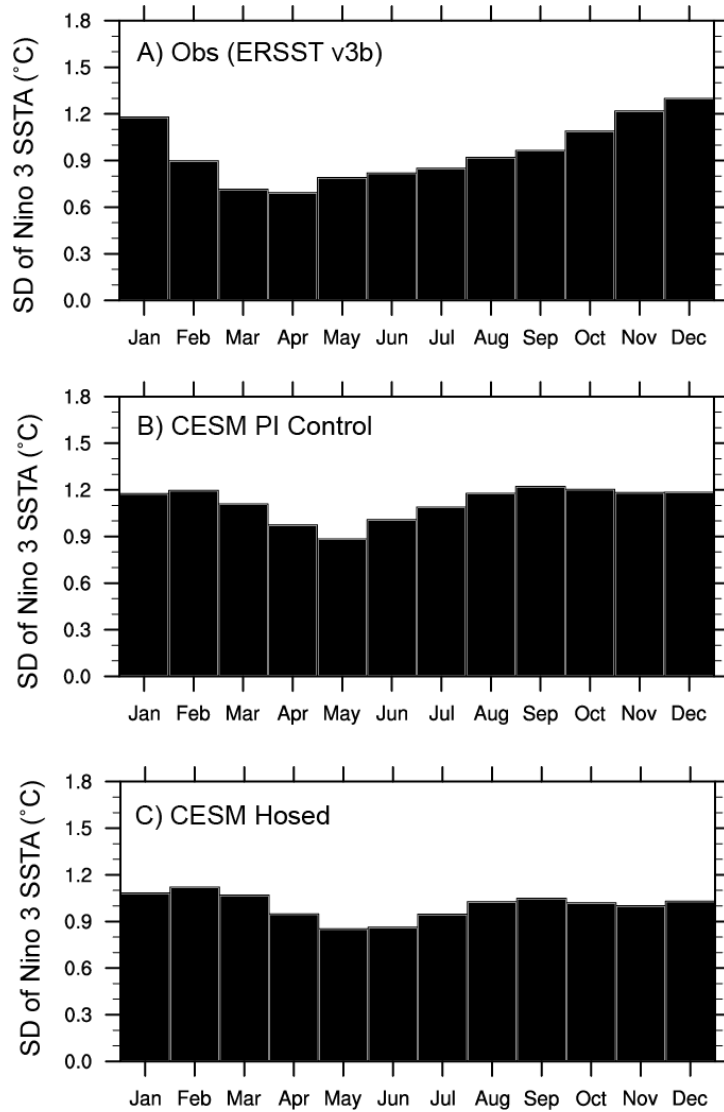 A) Obs (ERSST v3b)
SD of Nino 3 SSTA (˚C)
1.8
1.5
1.2
0.9
0.6
0.3
0.0
Jan Feb Mar Apr May Jun Jul Aug Sep Oct Nov Dec
B) CESM PI Control
SD of Nino 3 SSTA (˚C)
1.8
1.5
1.2
0.9
0.6
0.3
0.0
Jan Feb Mar Apr May Jun Jul Aug Sep Oct Nov Dec
C) CESM Hosed
SD of Nino 3 SSTA (˚C)
1.8
1.5
1.2
0.9
0.6
0.3
0.0
Jan Feb Mar Apr May Jun Jul Aug Sep Oct Nov Dec